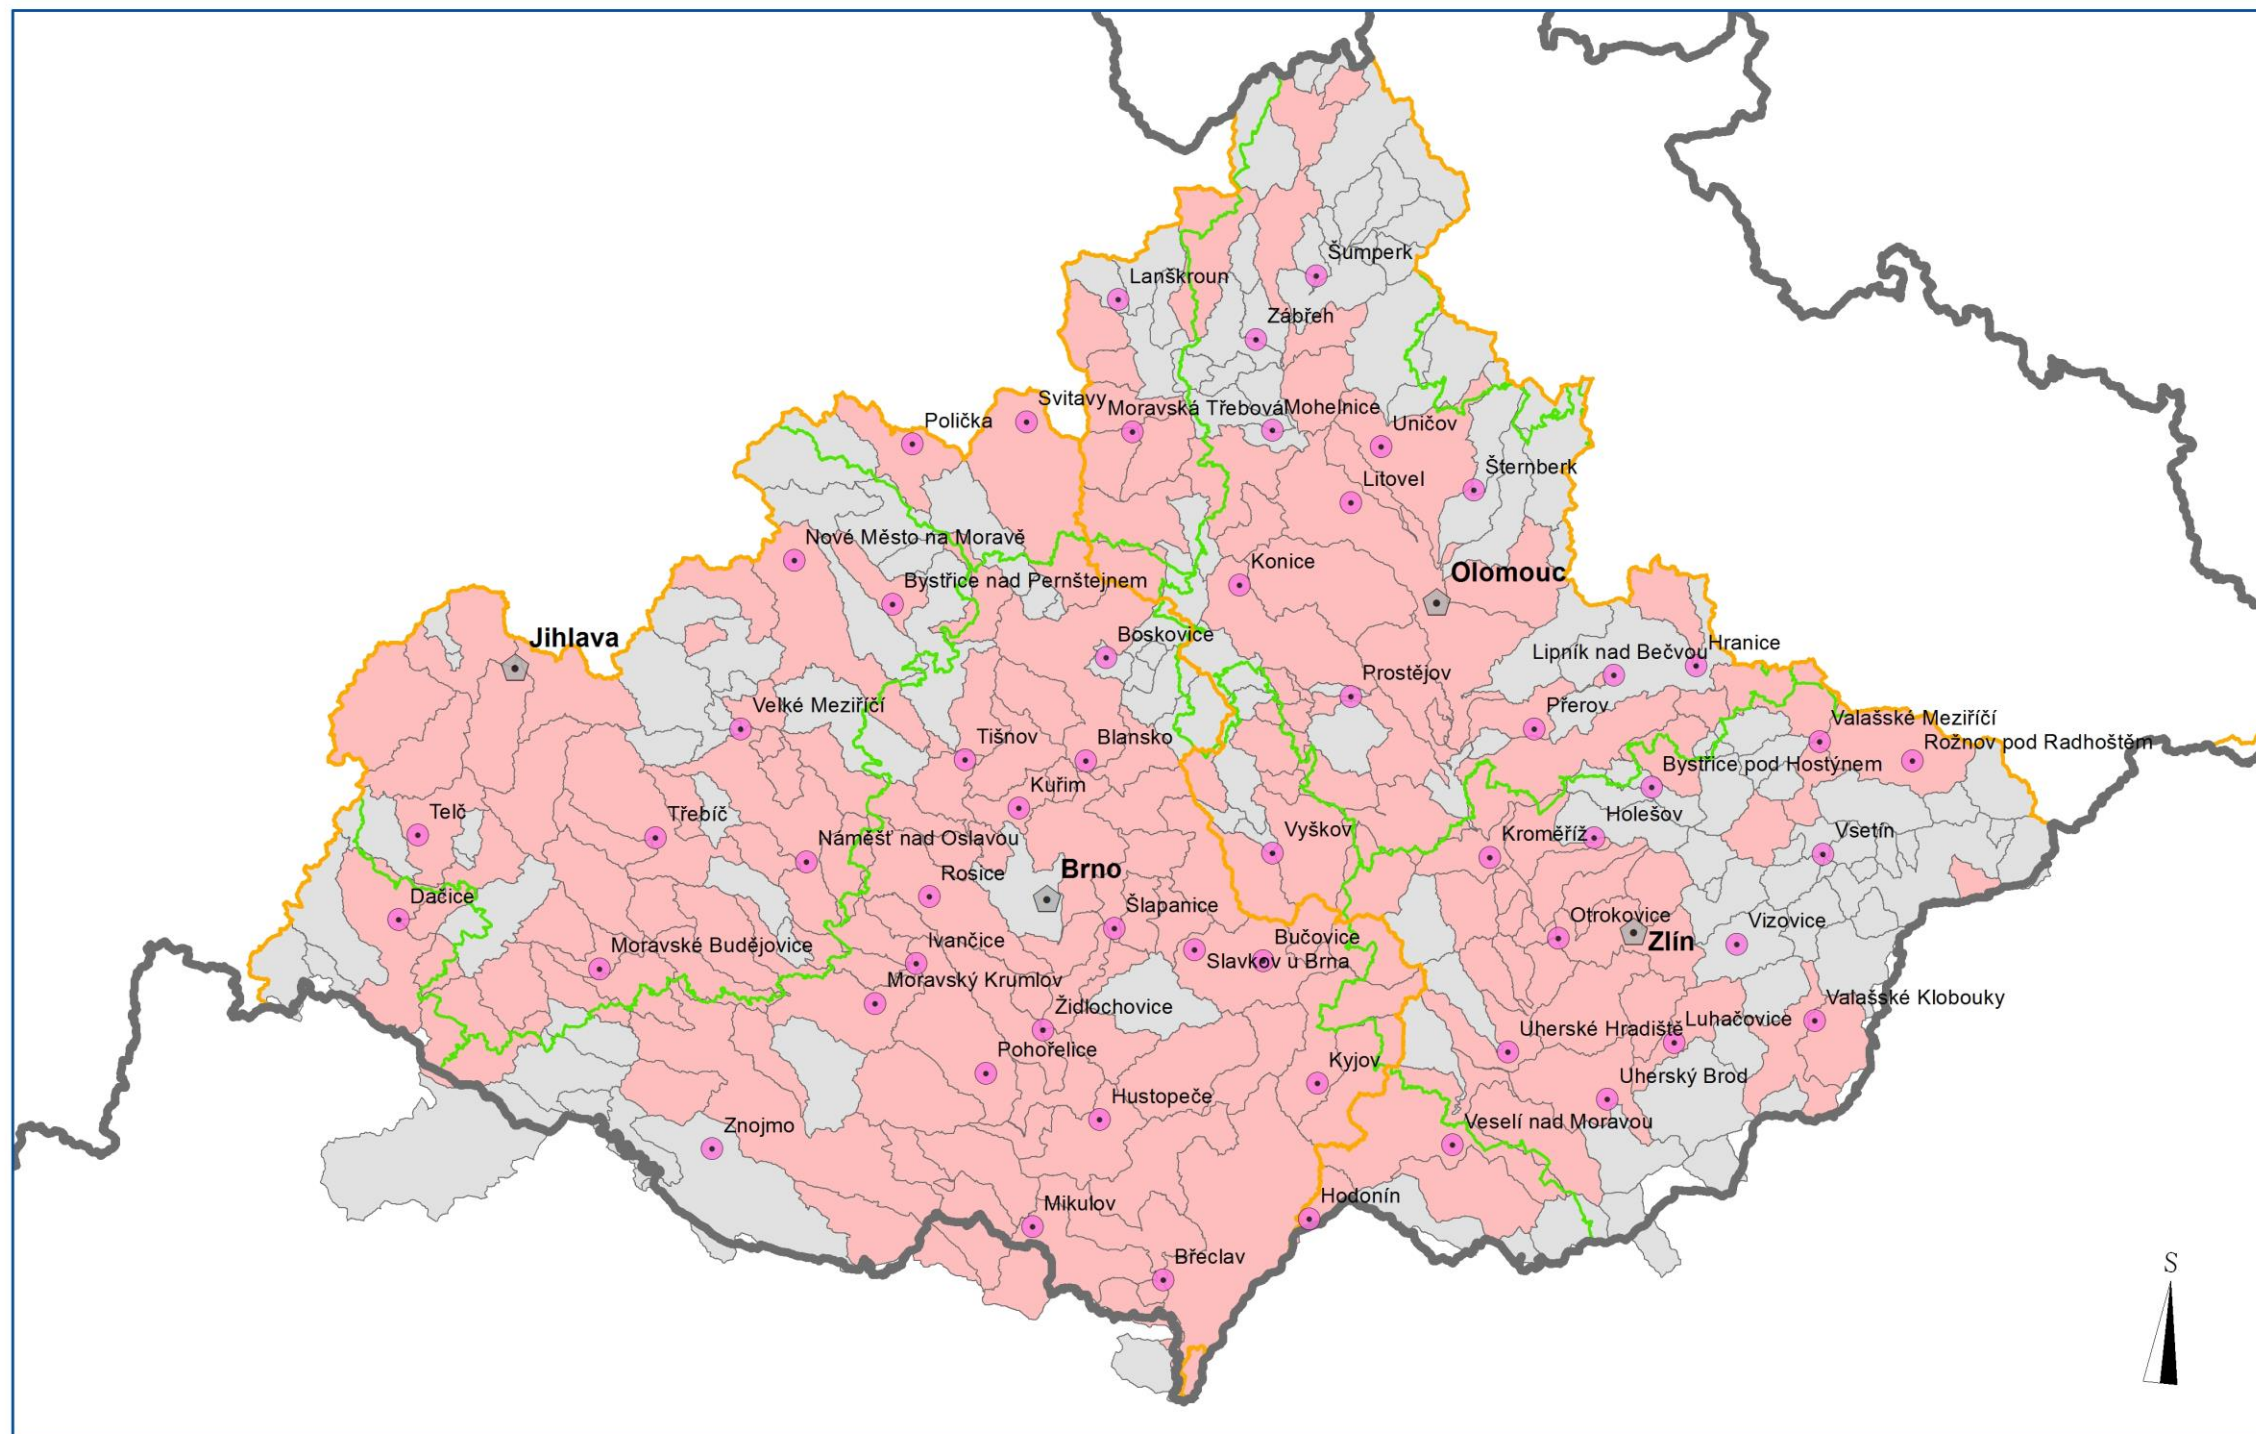 Šumperk
Lanškroun
Zábřeh
Svitavy
Moravská Třebová
Mohelnice
Polička
Uničov
Šternberk
Litovel
Nové Město na Moravě
Konice
Olomouc
Bystřice nad Pernštejnem
Jihlava
Boskovice
Hranice
Lipník nad Bečvou
Prostějov
Velké Meziříčí
Přerov
Valašské Meziříčí
Tišnov
Blansko
Rožnov pod Radhoštěm
Bystřice pod Hostýnem
Kuřim
Telč
Třebíč
Holešov
Náměšť nad Oslavou
Vyškov
Kroměříž
Vsetín
Rosice
Brno
Dačice
Šlapanice
Otrokovice
Vizovice
Zlín
Moravské Budějovice
Ivančice
Bučovice
Slavkov u Brna
Moravský Krumlov
Valašské Klobouky
Židlochovice
Luhačovice
Uherské Hradiště
Pohořelice
Kyjov
Uherský Brod
Hustopeče
Znojmo
Veselí nad Moravou
Mikulov
Hodonín
Břeclav
S